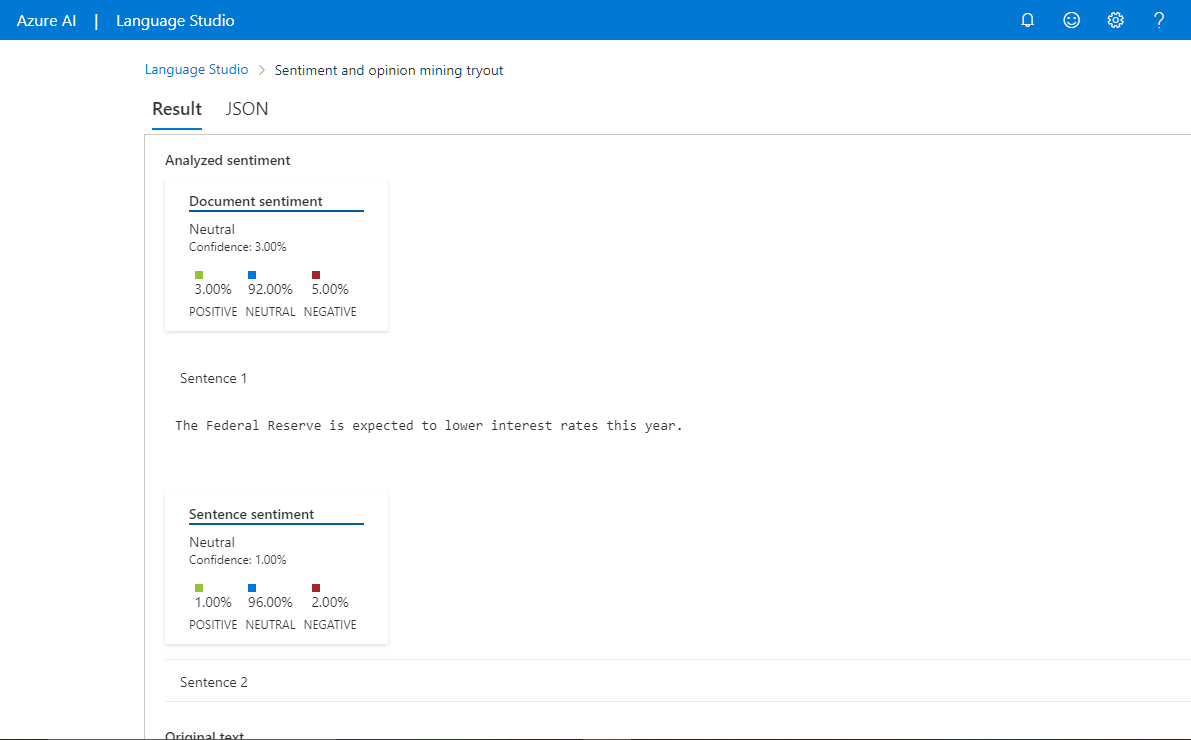 Azure AI | Language Studio
Language Studio > Sentiment and opinion mining tryout
Result JSON
Analyzed sentiment
Document sentiment
Neutral
Confidence: 3.00%
3.00% 92.00% 5.00%
POSITIVE NEUTRAL NEGATIVE
Sentence 1
The Federal Reserve is expected to lower interest rates this year.
Sentence sentiment
Neutral
Confidence: 1.00%
1.00% 96.00% 2.00%
POSITIVE NEUTRAL NEGATIVE
Sentence 2
Original text